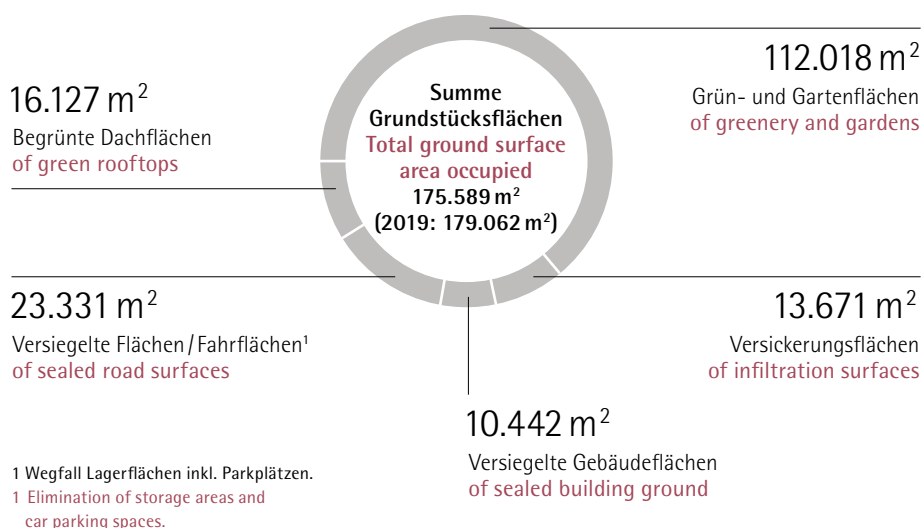 112.018 m²
Grün- und Gartenflächen
of greenery and gardens
16.127 m²
Begrünte Dachflächen
of green rooftops
Summe
Grundstücksflächen
Total ground surface
area occupied
175.589 m²
(2019: 179.062 m²)
23.331 m²
Versiegelte Flächen / Fahrflächen¹
of sealed road surfaces
13.671 m²
Versickerungsflächen
of infiltration surfaces
10.442 m²
Versiegelte Gebäudeflächen
of sealed building ground
1 Wegfall Lagerflächen inkl. Parkplätzen.
1 Elimination of storage areas and
car parking spaces.